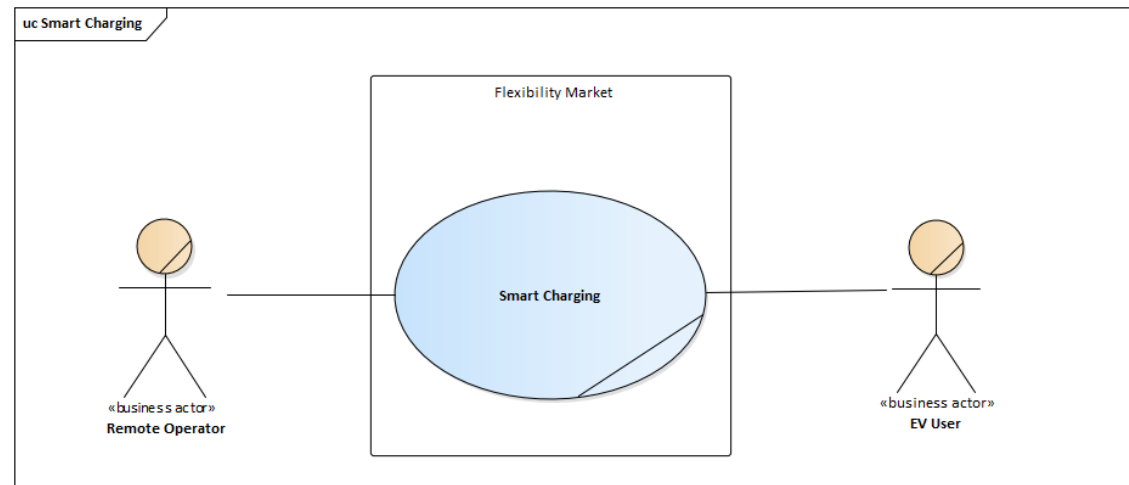 uc Smart Charging
Flexibility Market
Smart Charging
«business actor»
Remote Operator
«business actor»
EV User